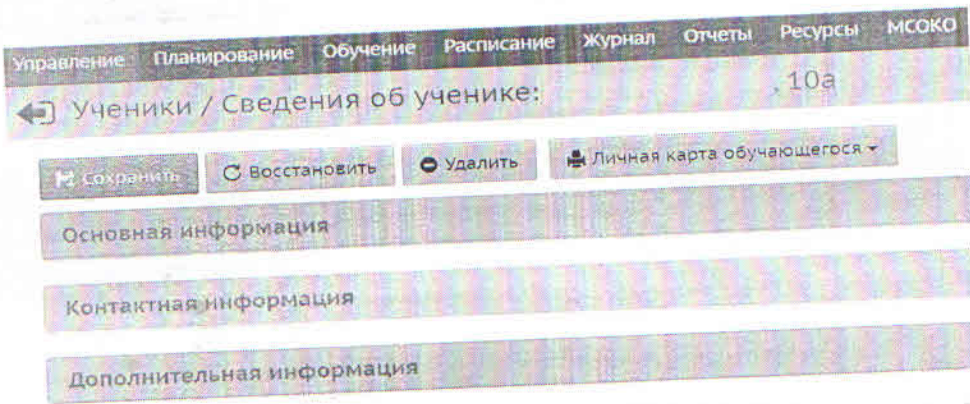 Управление Планирование Обучение Расписание Журнал Отчеты Ресурсы МСОКО
Ученики / Сведения об ученике: , 10а
Сохранить Восстановить Удалить Личная карта обучающегося
Основная информация
Контактная информация
Дополнительная информация